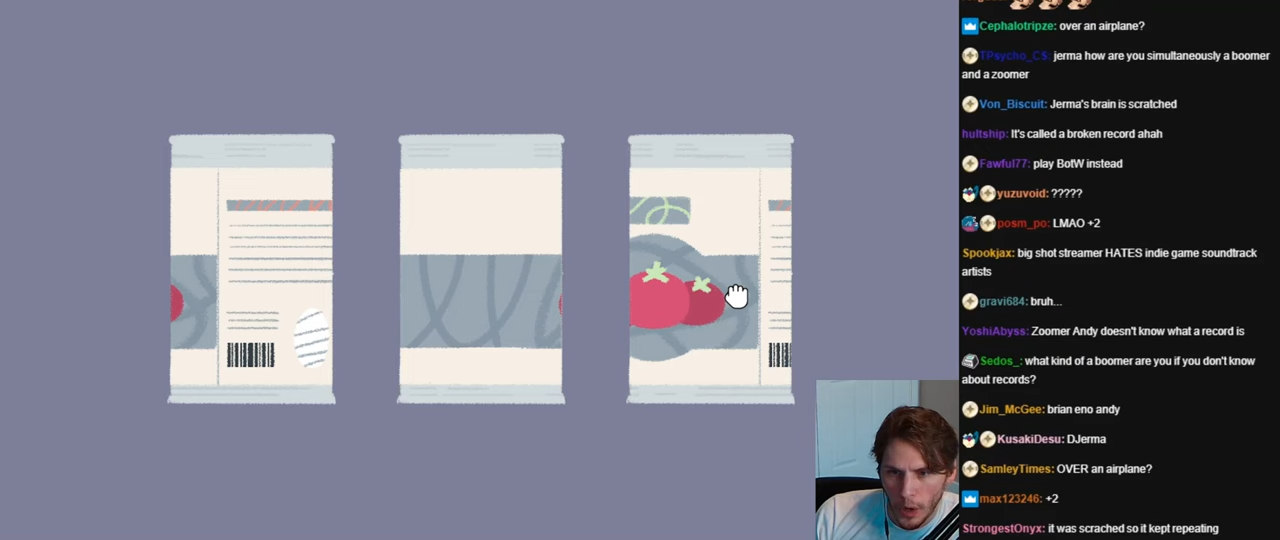 Cephalotripze: over an airplane?
TPsycho_CS: jerma how are you simultaneously a boomer
and a zoomer
Von_Biscuit: Jerma's brain is scratched
hultship: It's called a broken record ahah
Fawful77: play BotW instead
yuzuvoid: ?????
posm_po: LMAO +2
Spookjax: big shot streamer HATES indie game soundtrack
artists
gravi684: bruh...
YoshiAbyss: Zoomer Andy doesn't know what a record is
Sedos_: what kind of a boomer are you if you don't know
about records?
Jim_McGee: brian eno andy
KusakiDesu: DJerma
SamleyTimes: OVER an airplane?
max123246: +2
StrongestOnyx: it was scrached so it kept repeating